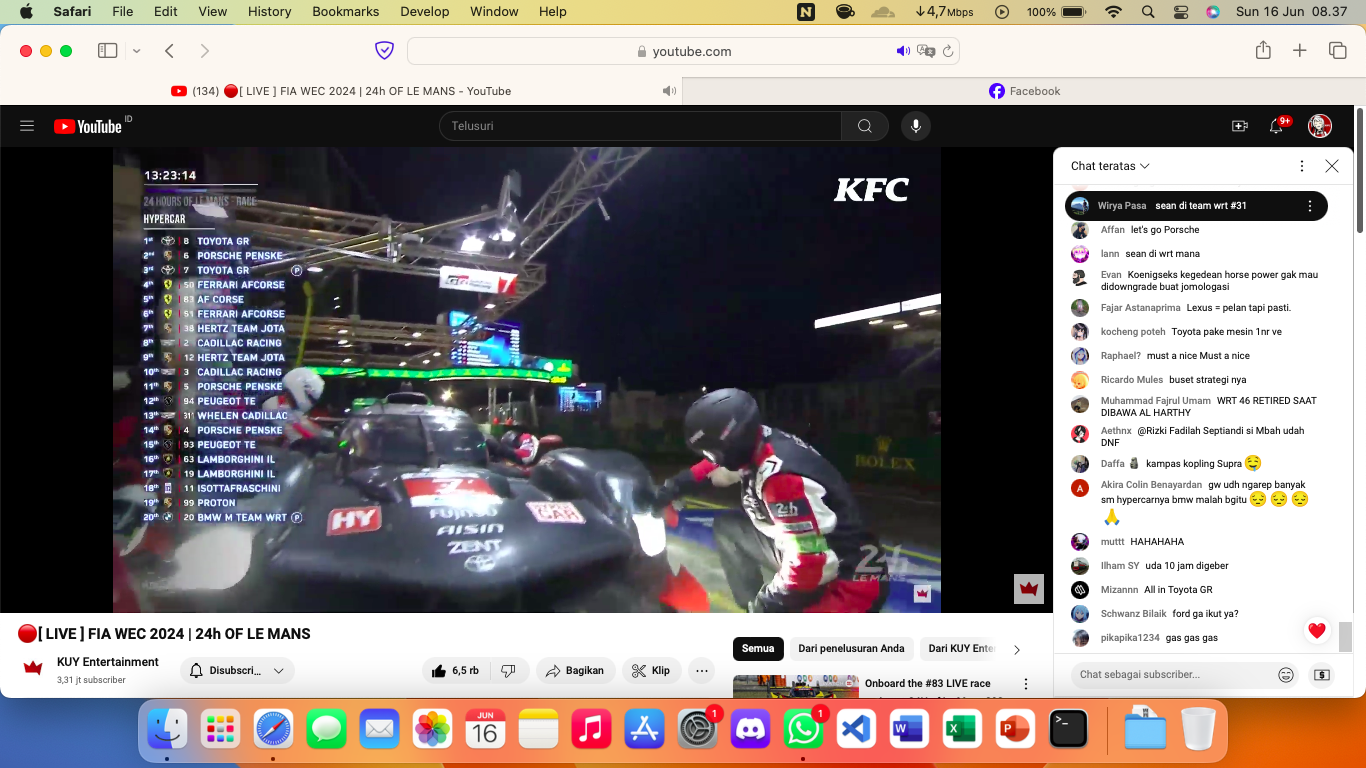 Safari File Edit View History Bookmarks Develop Window Help
4,7 Mbps 100% Sun 16 Jun 08.37
youtube.com
(134) 🔴[ LIVE ] FIA WEC 2024 | 24h OF LE MANS - YouTube
Facebook
YouTube ID
Telusuri
9+
13:23:14
24 HOURS OF LE MANS - RACE
HYPERCAR
1st 8 TOYOTA GR
2nd 6 PORSCHE PENSKE
3rd 7 TOYOTA GR P
4th 50 FERRARI AFCORSE
5th 83 AF CORSE
6th 51 FERRARI AFCORSE
7th 38 HERTZ TEAM JOTA
8th 2 CADILLAC RACING
9th 12 HERTZ TEAM JOTA
10th 3 CADILLAC RACING
11th 5 PORSCHE PENSKE
12th 94 PEUGEOT TE
13th 311 WHELEN CADILLAC
14th 4 PORSCHE PENSKE
15th 93 PEUGEOT TE
16th 63 LAMBORGHINI IL
17th 19 LAMBORGHINI IL
18th 11 ISOTTAFRASCHINI
19th 99 PROTON
20th 20 BMW M TEAM WRT P
KFC
GR 7
ROLEX
HY
FUJITSU
AISIN
ZENT
24h
24
LE MANS
Chat teratas
Wirya Pasa sean di team wrt #31
Affan let's go Porsche
Iann sean di wrt mana
Evan Koenigseks kegedean horse power gak mau
didowngrade buat jomologasi
Fajar Astanaprima Lexus = pelan tapi pasti.
kocheng poteh Toyota pake mesin 1nr ve
Raphael? must a nice Must a nice
Ricardo Mules buset strategi nya
Muhammad Fajrul Umam WRT 46 RETIRED SAAT
DIBAWA AL HARTHY
Aethnx @Rizki Fadilah Septiandi si Mbah udah
DNF
Daffa 🗿 kampas kopling Supra 🤤
A Akira Colin Benayardan gw udh ngarep banyak
sm hypercarnya bmw malah bgitu 😔 😔 😔
🙏
muttt HAHAHAHA
Ilham SY uda 10 jam digeber
Mizannn All in Toyota GR
Schwanz Bilaik ford ga ikut ya?
pikapika1234 gas gas gas
Chat sebagai subscriber...
🔴[ LIVE ] FIA WEC 2024 | 24h OF LE MANS
KUY Entertainment
3,31 jt subscriber
Disubscri...
6,5 rb
Bagikan
Klip
Semua
Dari penelusuran Anda
Dari KUY Ente
Onboard the #83 LIVE race
JUN
16
1
1